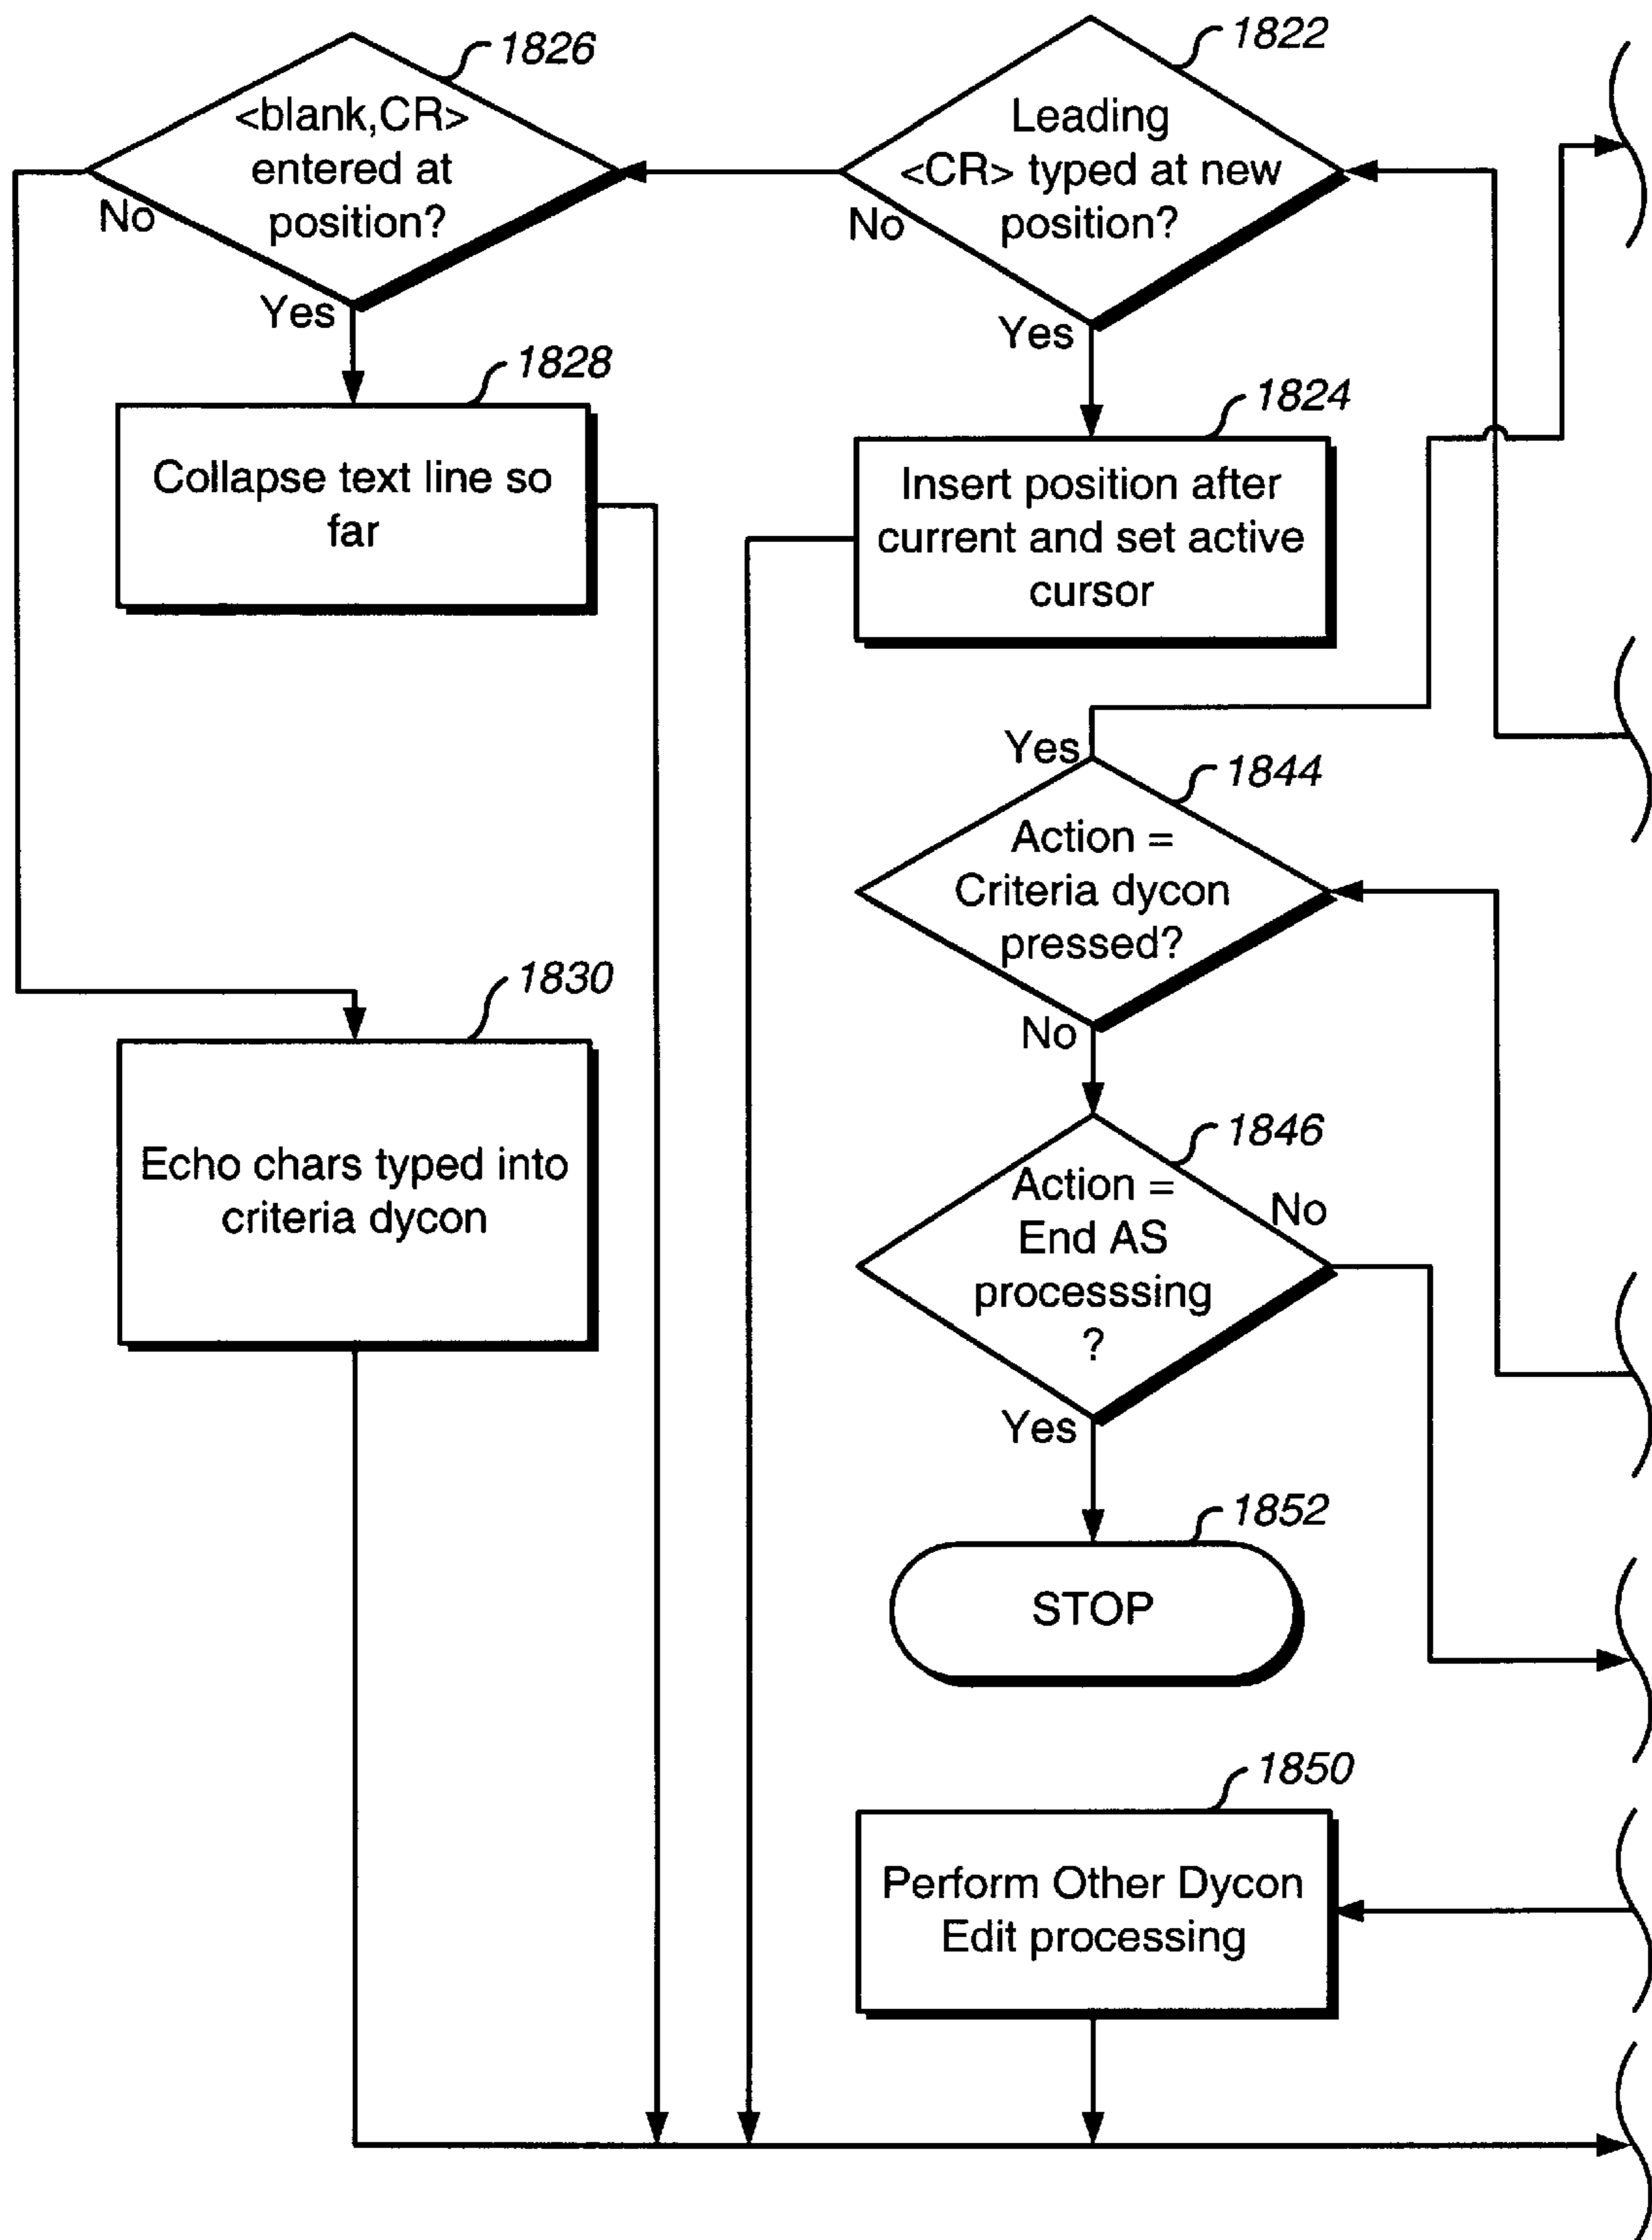 1826
<blank,CR>
entered at
position?
No
Yes
1822
Leading
<CR> typed at new
position?
No
Yes
1828
Collapse text line so
far
1824
Insert position after
current and set active
cursor
Yes
1844
Action =
Criteria dycon
pressed?
No
1830
Echo chars typed into
criteria dycon
1846
Action =
End AS
processsing
?
No
Yes
1852
STOP
1850
Perform Other Dycon
Edit processing